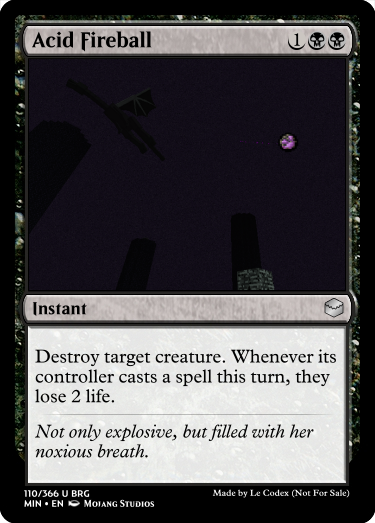 Acid Fireball 1
Instant
Destroy target creature. Whenever its
controller casts a spell this turn, they
lose 2 life.
Not only explosive, but filled with her
noxious breath.
110/366 U BRG Made by Le Codex (Not For Sale)
MIN • EN Mojang Studios